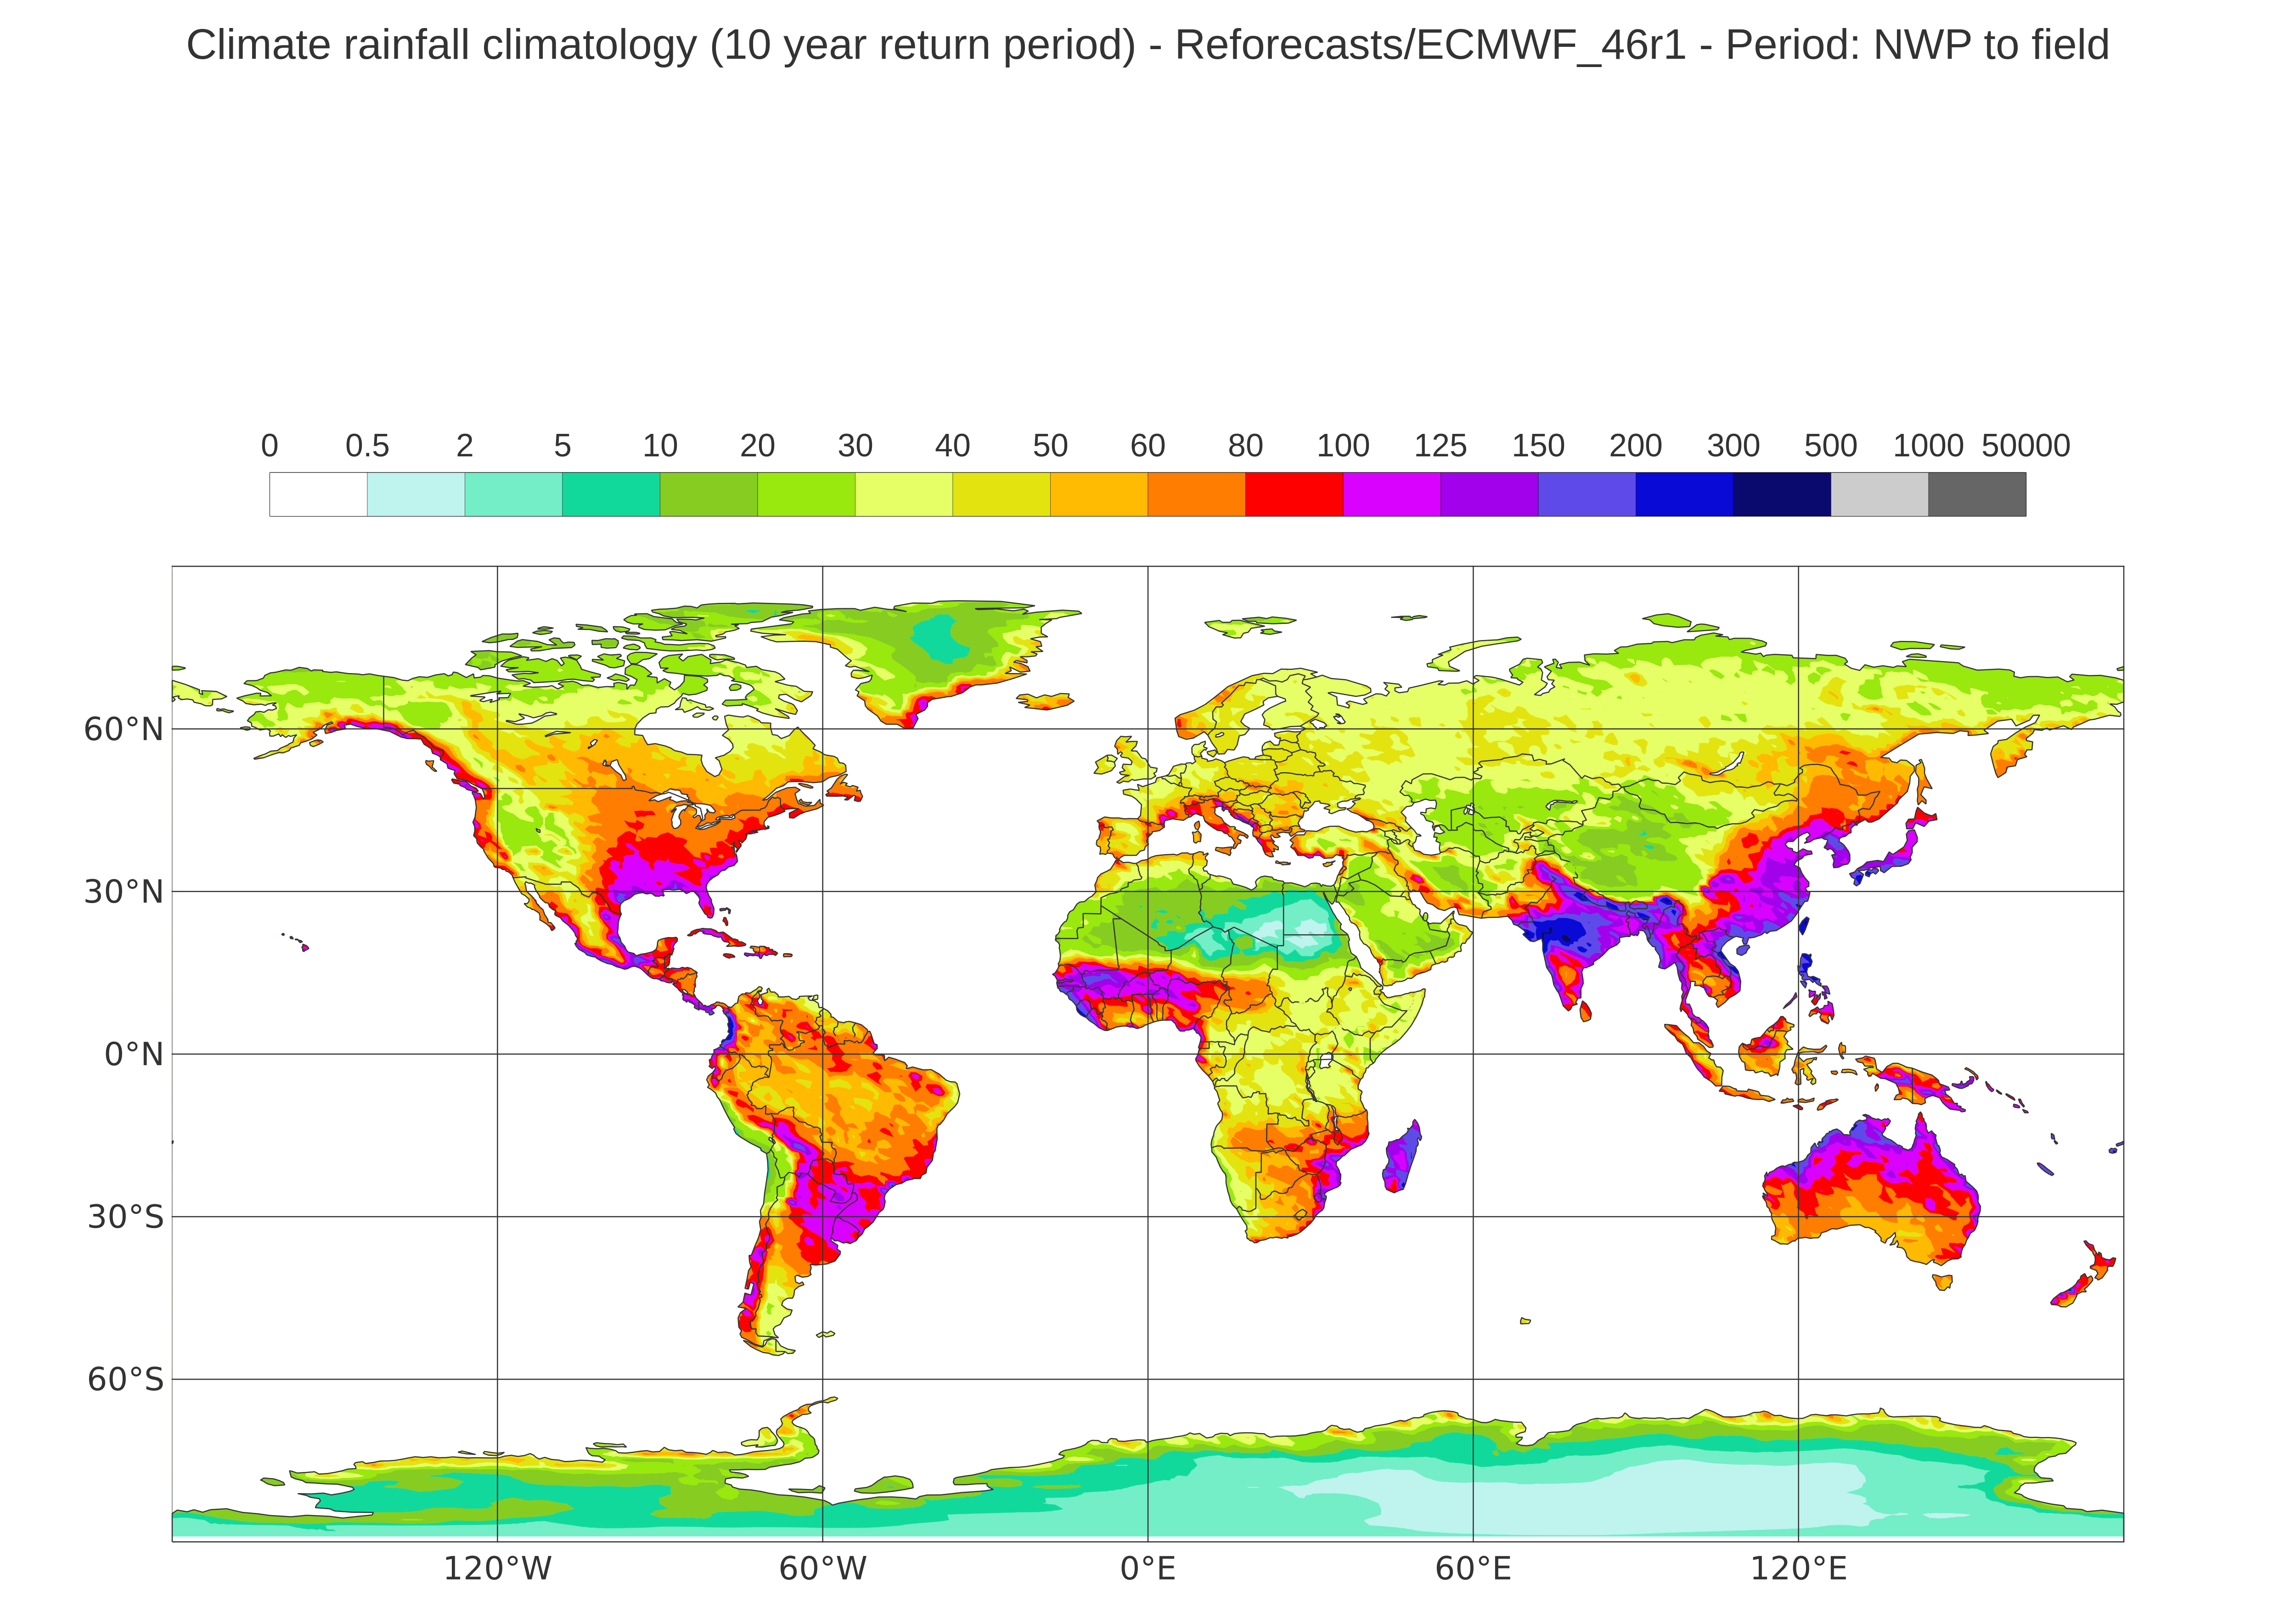 Climate rainfall climatology (10 year return period) - Reforecasts/ECMWF_46r1 - Period: NWP to field
0 0.5 2 5 10 20 30 40 50 60 80 100 125 150 200 300 500 1000 50000
60°N
30°N
0°N
30°S
60°S
120°W 60°W 0°E 60°E 120°E